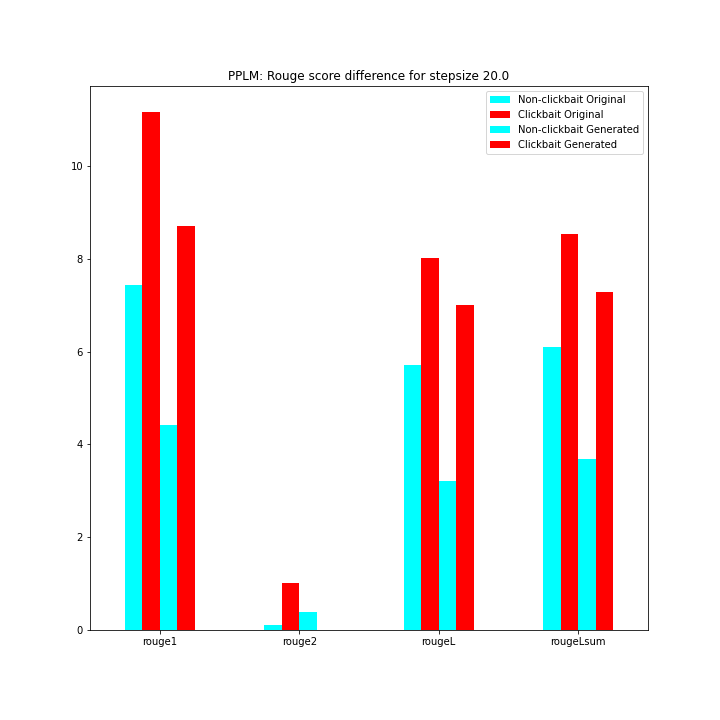 PPLM: Rouge score difference for stepsize 20.0
Non-clickbait Original
Clickbait Original
Non-clickbait Generated
Clickbait Generated
10
8
6
4
2
0
rouge1 rouge2 rougeL rougeLsum